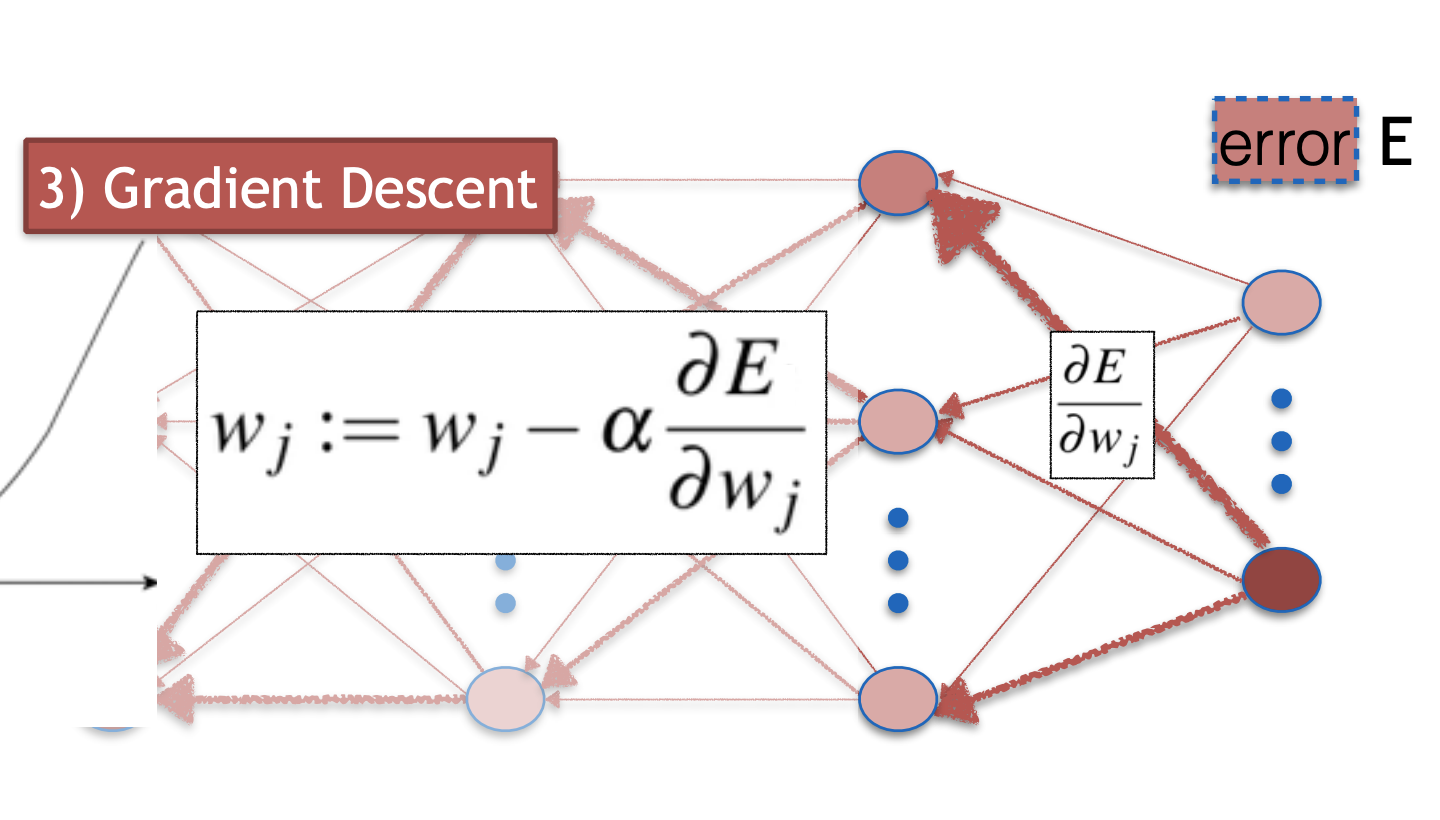 error E
3) Gradient Descent
w_j := w_j − α ∂E/∂w_j
∂E/∂w_j